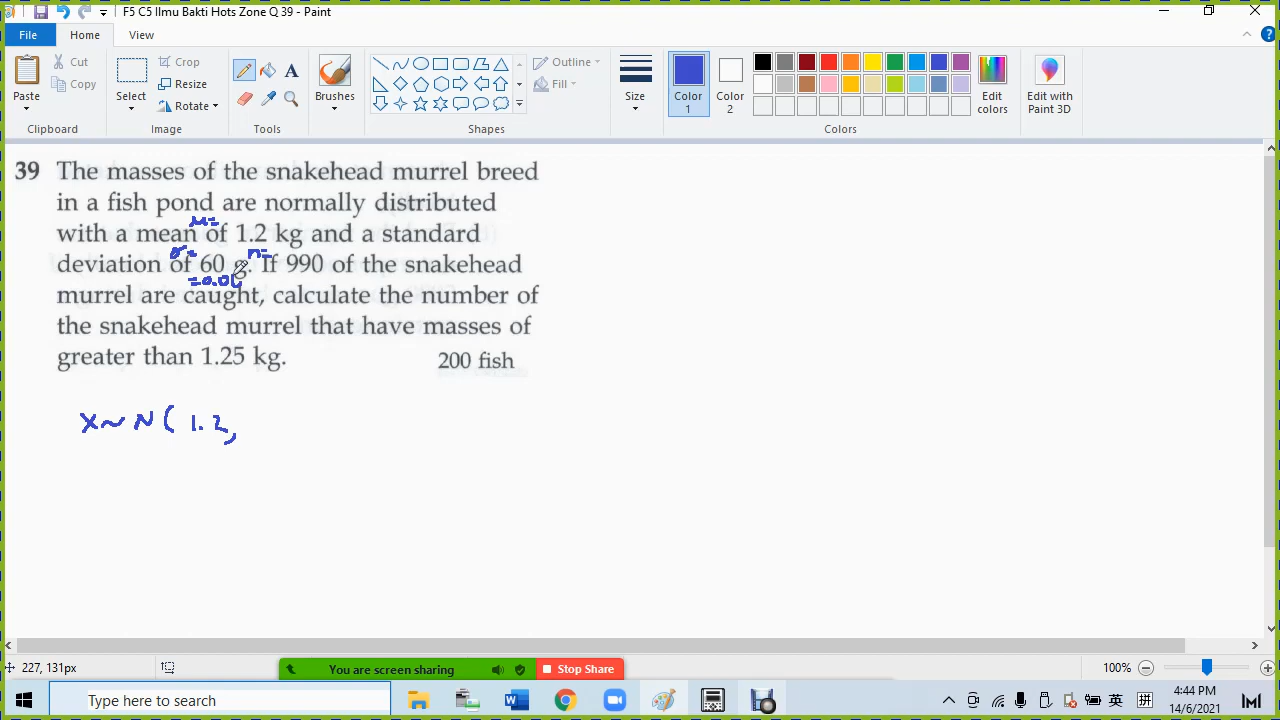 F5 C5 Ilmu Bakti Hots Zone Q 39 - Paint
File Home View
Paste Cut Copy Select Crop Resize Rotate A Brushes Outline Fill Size Color 1 Color 2 Edit colors Edit with Paint 3D
Clipboard Image Tools Shapes Colors
39 The masses of the snakehead murrel breed
in a fish pond are normally distributed
μ=
with a mean of 1.2 kg and a standard
σ= n=
deviation of 60 g. If 990 of the snakehead
murrel are caught, calculate the number of
the snakehead murrel that have masses of
greater than 1.25 kg. 200 fish
X~N( 1.2,
227, 131px 100%
You are screen sharing Stop Share
Type here to search
4:44 PM
英 拼
14/6/2021